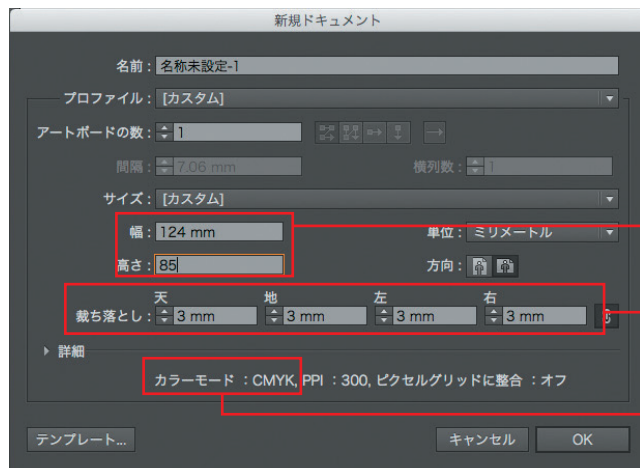 新規ドキュメント
名前：名称未設定-1
プロファイル：[カスタム]
アートボードの数：1
間隔：7.06 mm 横列数：1
サイズ：[カスタム]
幅：124 mm 単位：ミリメートル
高さ：85 方向：
天 地 左 右
裁ち落とし：3 mm 3 mm 3 mm 3 mm
詳細
カラーモード ：CMYK, PPI ：300, ピクセルグリッドに整合 ：オフ
テンプレート... キャンセル OK